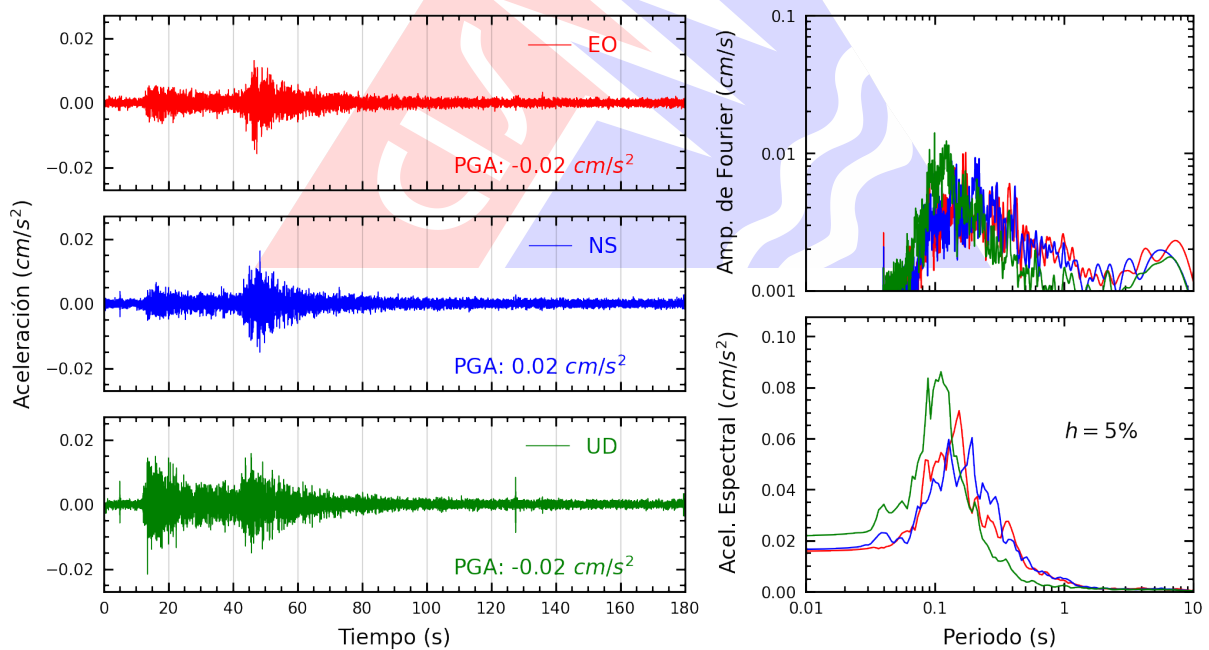 Aceleración (cm/s²)
0.02
0.00
−0.02
EO
PGA: -0.02 cm/s²
0.02
0.00
−0.02
NS
PGA: 0.02 cm/s²
0.02
0.00
−0.02
UD
PGA: -0.02 cm/s²
0 20 40 60 80 100 120 140 160 180
Tiempo (s)
Amp. de Fourier (cm/s)
0.1
0.01
0.001
Acel. Espectral (cm/s²)
0.10
0.08
0.06
0.04
0.02
0.00
h = 5%
0.01 0.1 1 10
Periodo (s)